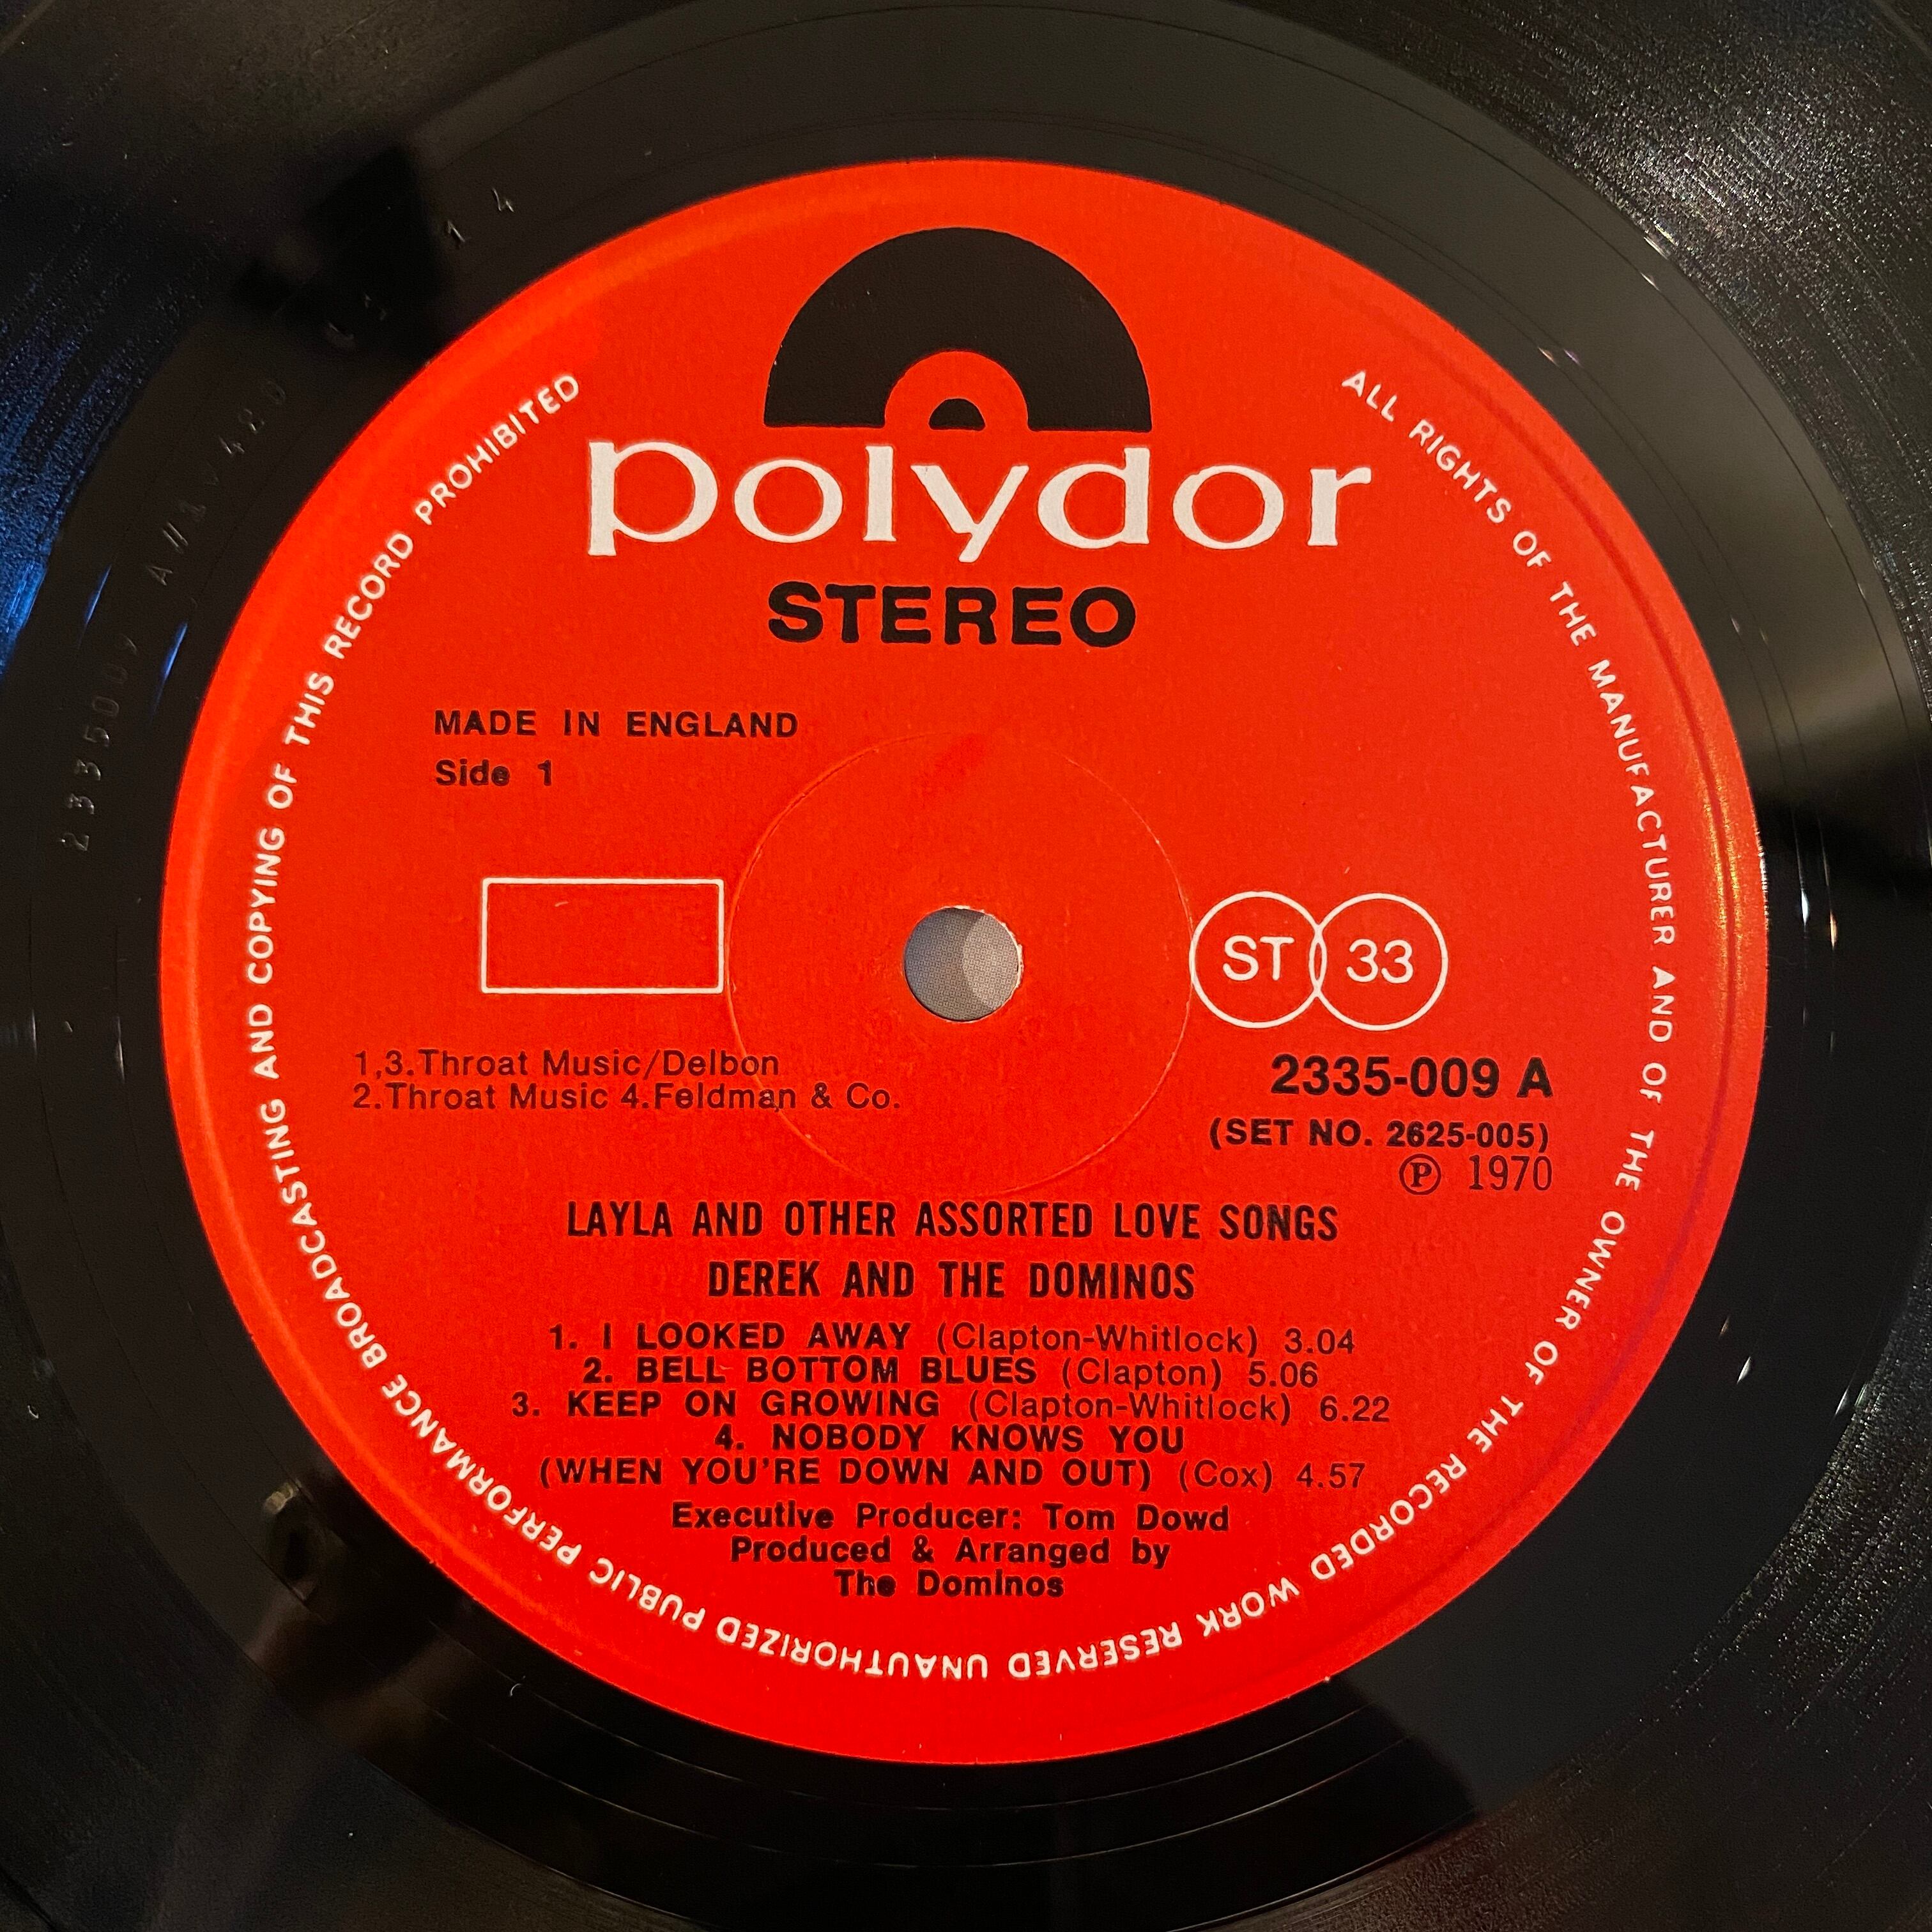 polydor
STEREO
MADE IN ENGLAND
Side 1
ST 33
1,3.Throat Music/Delbon
2.Throat Music 4.Feldman & Co.
2335-009 A
(SET NO. 2625-005)
Ⓟ 1970
LAYLA AND OTHER ASSORTED LOVE SONGS
DEREK AND THE DOMINOS
1. I LOOKED AWAY (Clapton-Whitlock) 3.04
2. BELL BOTTOM BLUES (Clapton) 5.06
3. KEEP ON GROWING (Clapton-Whitlock) 6.22
4. NOBODY KNOWS YOU
(WHEN YOU'RE DOWN AND OUT) (Cox) 4.57
Executive Producer: Tom Dowd
Produced & Arranged by
The Dominos
ALL RIGHTS OF THE MANUFACTURER AND OF THE OWNER OF THE RECORDED WORK RESERVED UNAUTHORIZED PUBLIC PERFORMANCE BROADCASTING AND COPYING OF THIS RECORD PROHIBITED